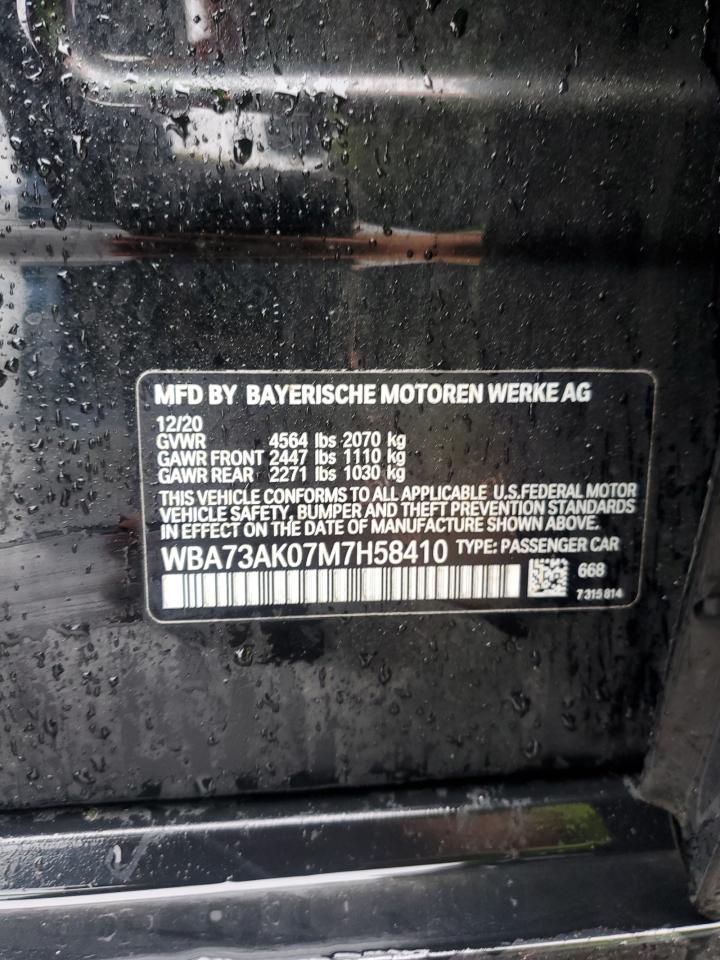 MFD BY BAYERISCHE MOTOREN WERKE AG
12/20
GVWR 4564 lbs 2070 kg
GAWR FRONT 2447 lbs 1110 kg
GAWR REAR 2271 lbs 1030 kg
THIS VEHICLE CONFORMS TO ALL APPLICABLE U.S.FEDERAL MOTOR
VEHICLE SAFETY, BUMPER AND THEFT PREVENTION STANDARDS
IN EFFECT ON THE DATE OF MANUFACTURE SHOWN ABOVE.
WBA73AK07M7H58410 TYPE: PASSENGER CAR
668
7 315 814